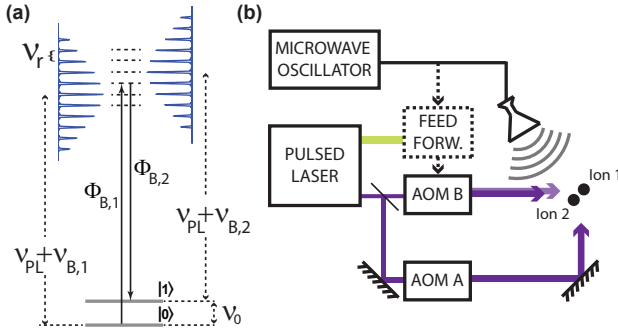 (a)
ν_r
Φ_B,1
Φ_B,2
ν_PL+ν_B,1
ν_PL+ν_B,2
|1⟩
|0⟩
ν_0
(b)
MICROWAVE
OSCILLATOR
FEED
FORW.
PULSED
LASER
AOM B
Ion 1
Ion 2
AOM A